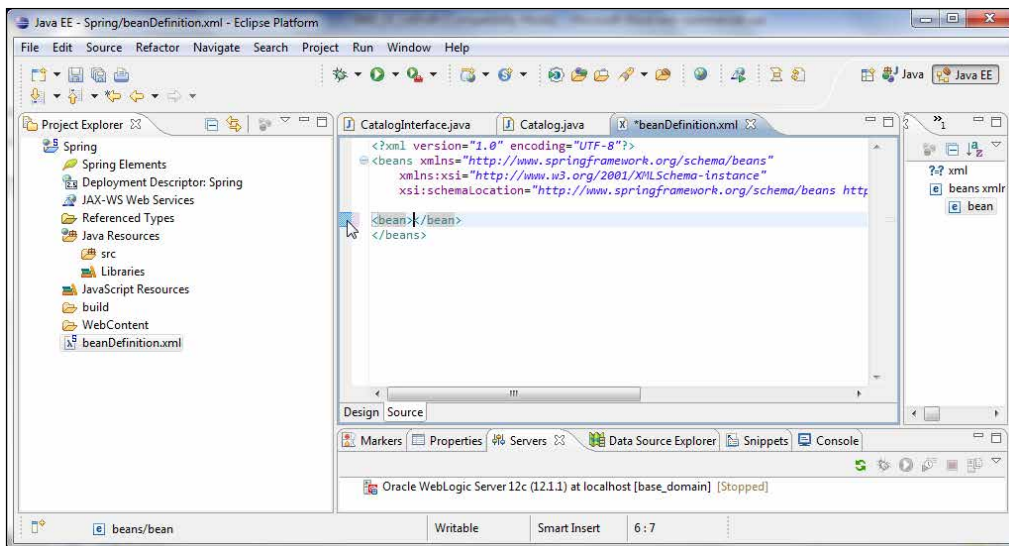 Java EE - Spring/beanDefinition.xml - Eclipse Platform
File Edit Source Refactor Navigate Search Project Run Window Help
Java Java EE
Project Explorer
CatalogInterface.java Catalog.java *beanDefinition.xml
Spring
Spring Elements
Deployment Descriptor: Spring
JAX-WS Web Services
Referenced Types
Java Resources
src
Libraries
JavaScript Resources
build
WebContent
beanDefinition.xml
<?xml version="1.0" encoding="UTF-8"?>
<beans xmlns="http://www.springframework.org/schema/beans"
xmlns:xsi="http://www.w3.org/2001/XMLSchema-instance"
xsi:schemaLocation="http://www.springframework.org/schema/beans http
<bean></bean>
</beans>
Design Source
1
?=? xml
e beans xmlr
e bean
Markers Properties Servers Data Source Explorer Snippets Console
Oracle WebLogic Server 12c (12.1.1) at localhost [base_domain] [Stopped]
e beans/bean Writable Smart Insert 6 : 7